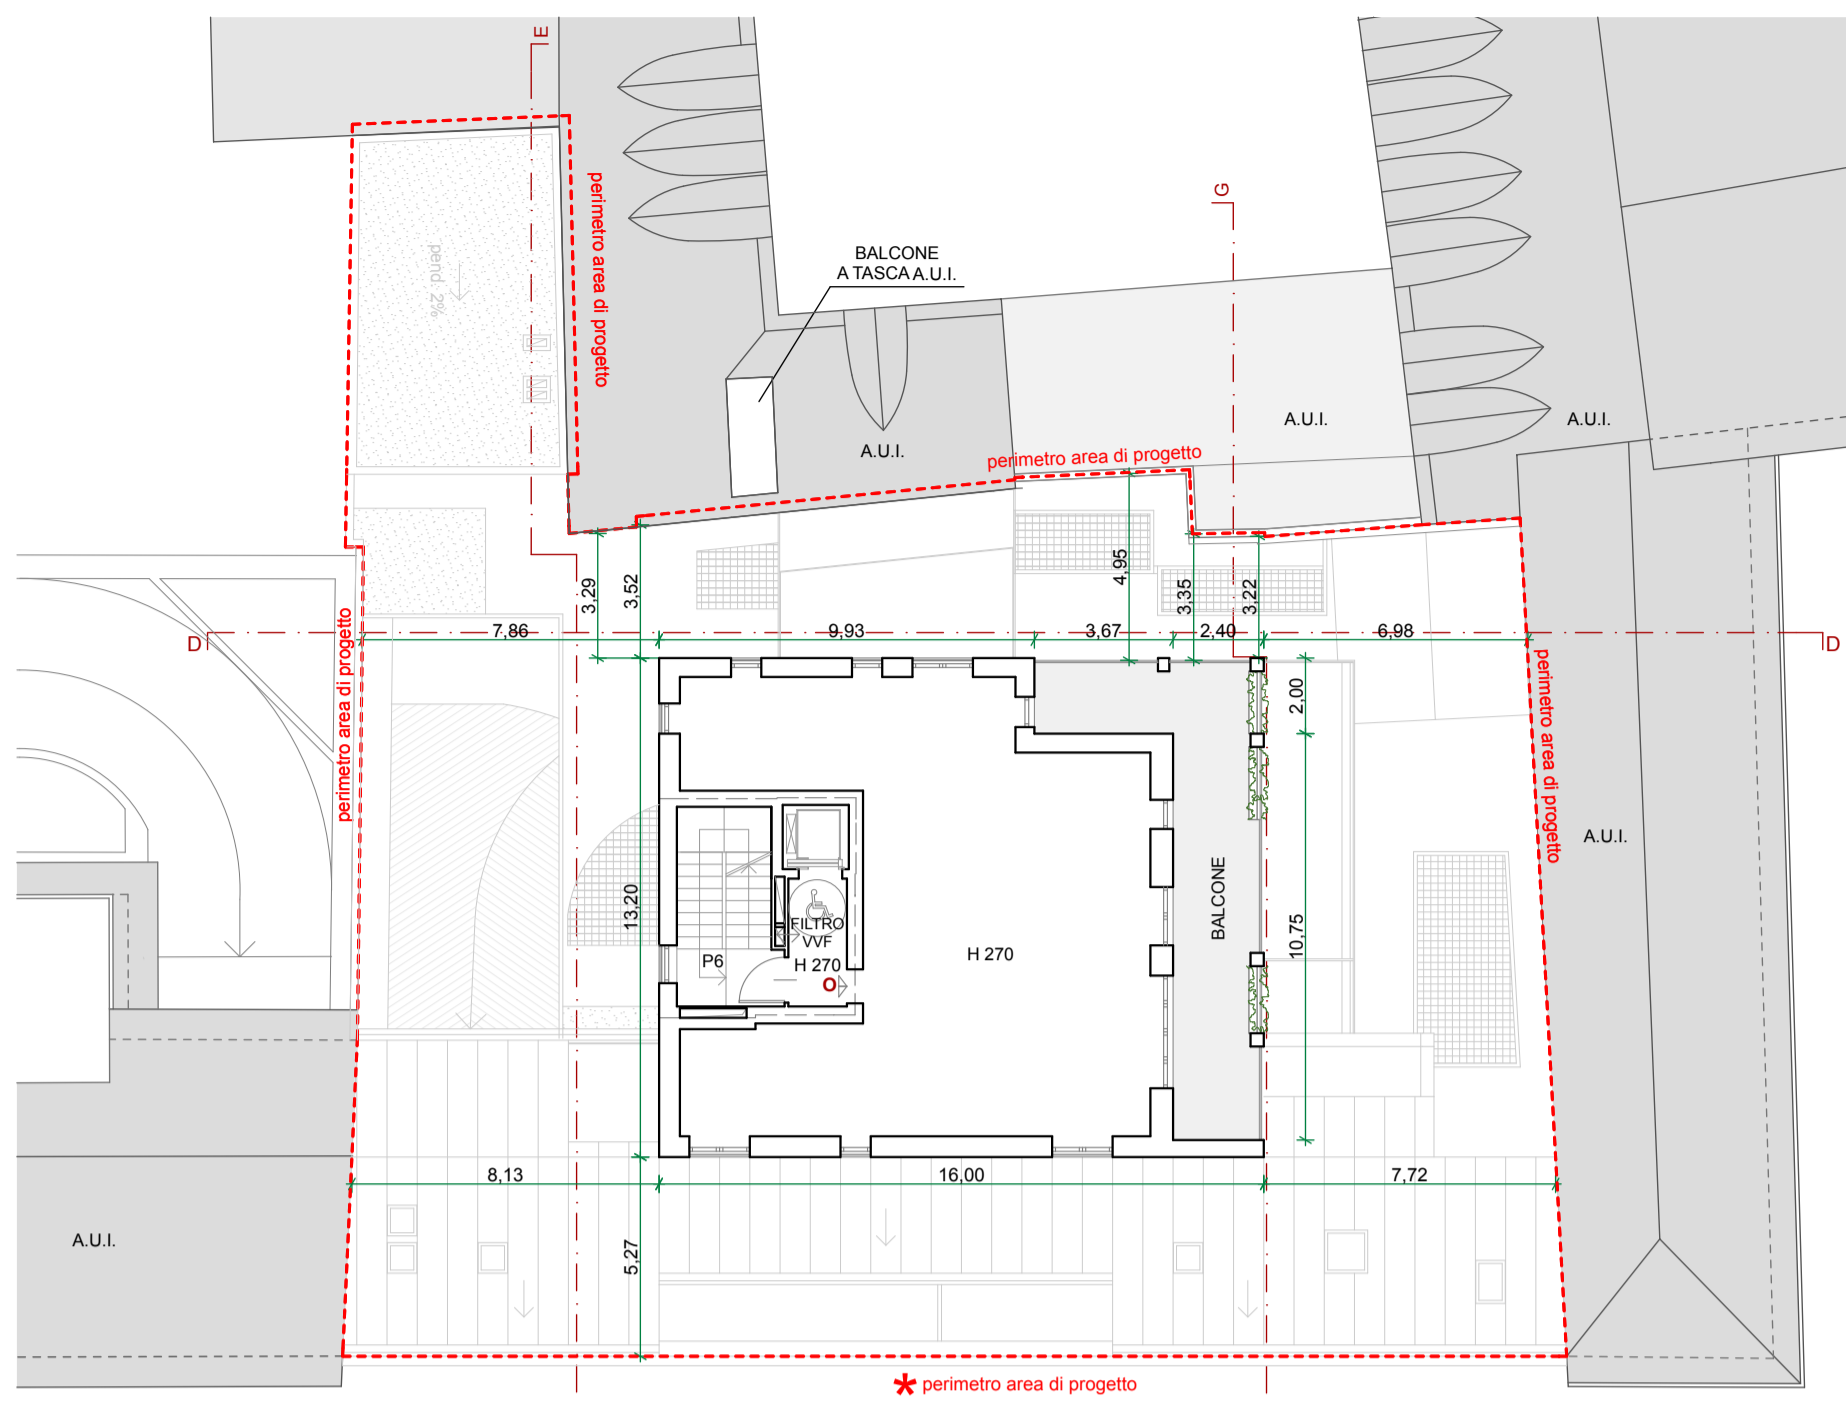 E
G
perimetro area di progetto
pend 2%
BALCONE
A TASCA A.U.I.
A.U.I.
A.U.I.
A.U.I.
perimetro area di progetto
3,29
3,52
4,95
3,35
3,22
D
7,86
9,93
3,67
2,40
6,98
D
perimetro area di progetto
perimetro area di progetto
2,00
A.U.I.
13,20
FILTRO
VVF
H 270
P6
O
H 270
BALCONE
10,75
8,13
16,00
7,72
A.U.I.
5,27
* perimetro area di progetto